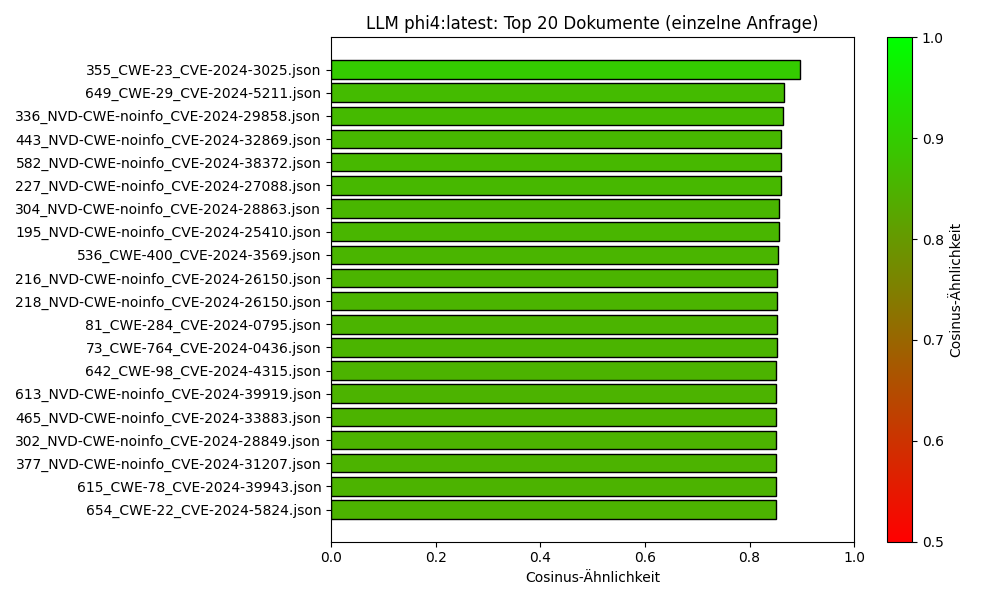 LLM phi4:latest: Top 20 Dokumente (einzelne Anfrage)
355_CWE-23_CVE-2024-3025.json
649_CWE-29_CVE-2024-5211.json
336_NVD-CWE-noinfo_CVE-2024-29858.json
443_NVD-CWE-noinfo_CVE-2024-32869.json
582_NVD-CWE-noinfo_CVE-2024-38372.json
227_NVD-CWE-noinfo_CVE-2024-27088.json
304_NVD-CWE-noinfo_CVE-2024-28863.json
195_NVD-CWE-noinfo_CVE-2024-25410.json
536_CWE-400_CVE-2024-3569.json
216_NVD-CWE-noinfo_CVE-2024-26150.json
218_NVD-CWE-noinfo_CVE-2024-26150.json
81_CWE-284_CVE-2024-0795.json
73_CWE-764_CVE-2024-0436.json
642_CWE-98_CVE-2024-4315.json
613_NVD-CWE-noinfo_CVE-2024-39919.json
465_NVD-CWE-noinfo_CVE-2024-33883.json
302_NVD-CWE-noinfo_CVE-2024-28849.json
377_NVD-CWE-noinfo_CVE-2024-31207.json
615_CWE-78_CVE-2024-39943.json
654_CWE-22_CVE-2024-5824.json
0.0 0.2 0.4 0.6 0.8 1.0
Cosinus-Ähnlichkeit
1.0
0.9
0.8
0.7
0.6
0.5
Cosinus-Ähnlichkeit